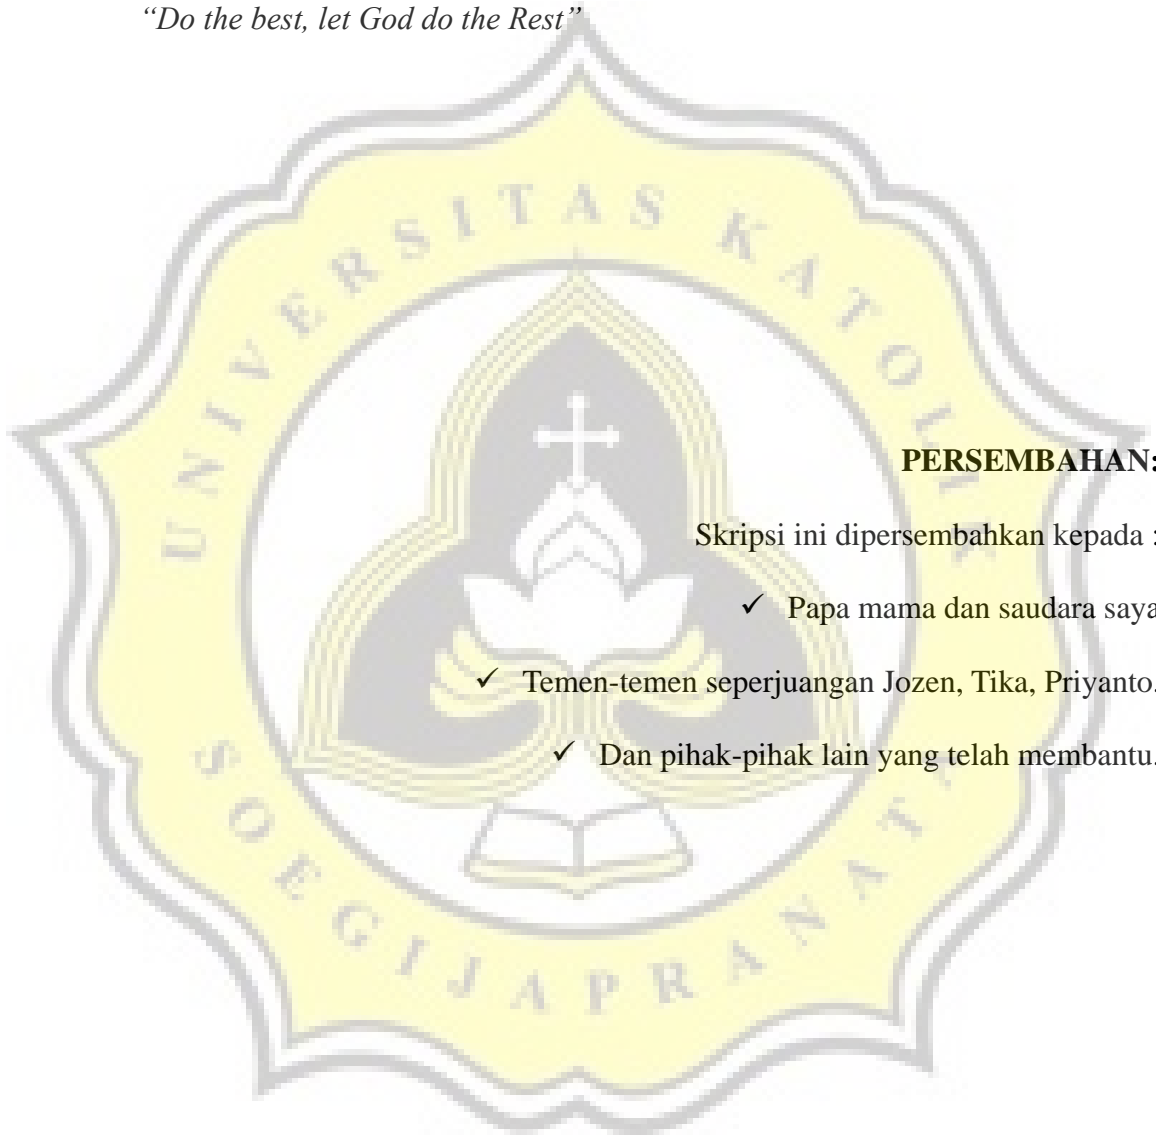 “Do the best, let God do the Rest”
UNIVERSITAS KATOLIK
PERSEMBAHAN:
Skripsi ini dipersembahkan kepada :
✓ Papa mama dan saudara saya
✓ Temen-temen seperjuangan Jozen, Tika, Priyanto.
✓ Dan pihak-pihak lain yang telah membantu.
SOEGIJAPRANATA